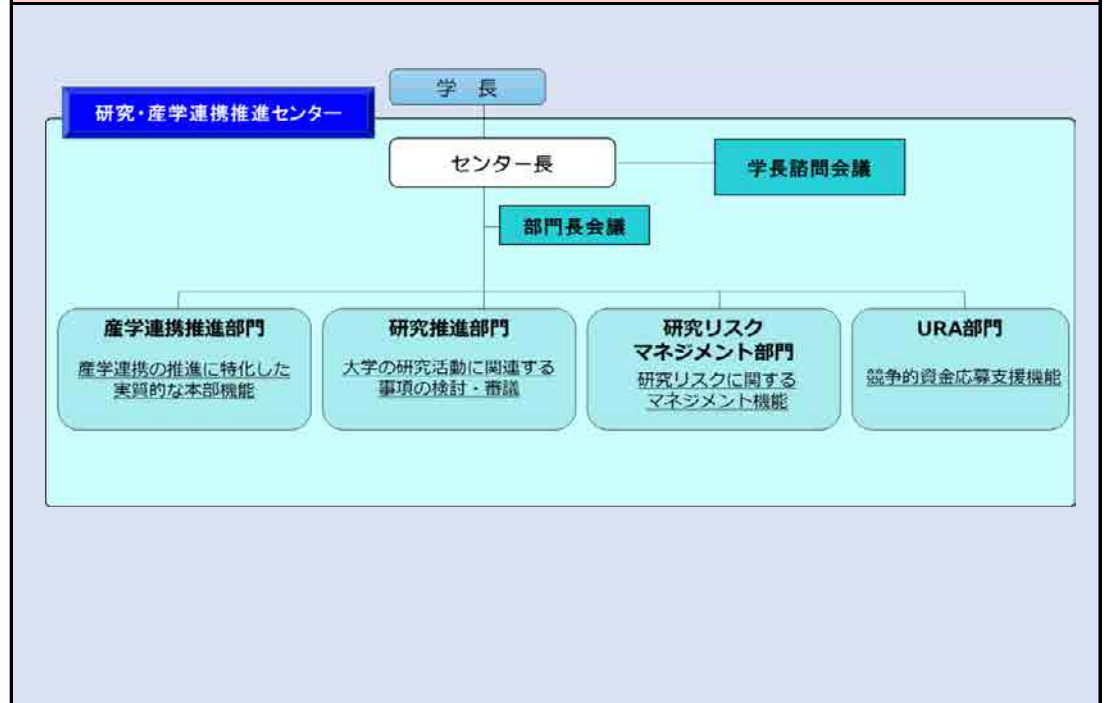 学 長
研究・産学連携推進センター
センター長
学長諮問会議
部門長会議
産学連携推進部門
産学連携の推進に特化した
実質的な本部機能
研究推進部門
大学の研究活動に関連する
事項の検討・審議
研究リスク
マネジメント部門
研究リスクに関する
マネジメント機能
URA部門
競争的資金応募支援機能